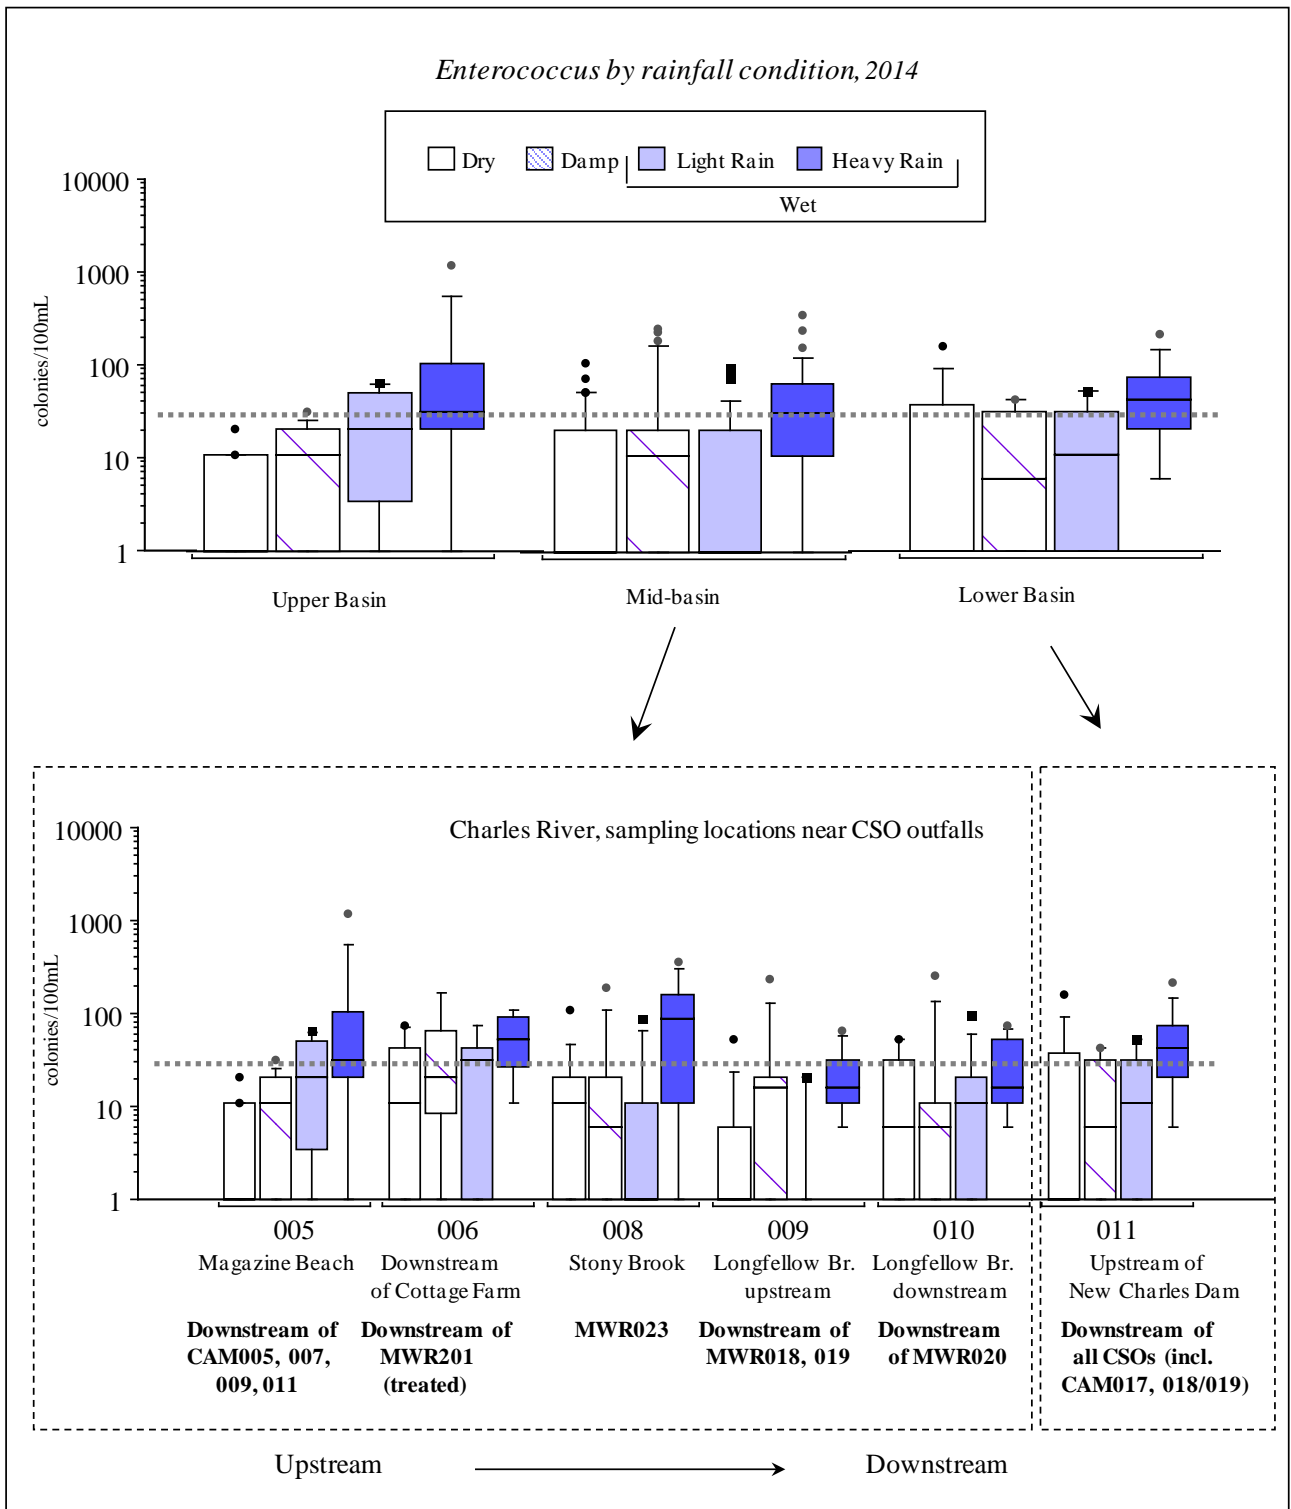 Enterococcus by rainfall condition, 2014
Dry Damp Light Rain Heavy Rain
Wet
10000
1000
100
10
1
colonies/100mL
Upper Basin Mid-basin Lower Basin
Charles River, sampling locations near CSO outfalls
10000
1000
100
10
1
colonies/100mL
005 006 008 009 010 011
Magazine Beach Downstream Stony Brook Longfellow Br. Longfellow Br. Upstream of
of Cottage Farm upstream downstream New Charles Dam
Downstream of Downstream of MWR023 Downstream of Downstream Downstream of
CAM005, 007, MWR201 MWR018, 019 of MWR020 all CSOs (incl.
009, 011 (treated) CAM017, 018/019)
Upstream Downstream